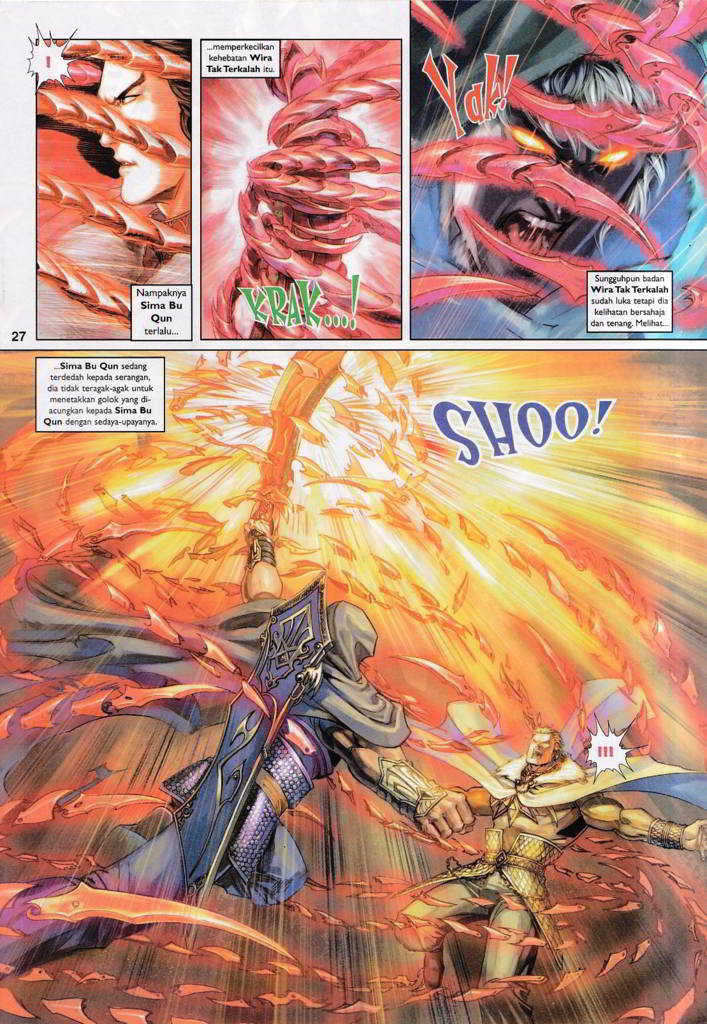 !
Nampaknya
Sima Bu
Qun
terlalu...
...memperkecilkan
kehebatan Wira
Tak Terkalah itu.
KRAK...!
Yak!
Sungguhpun badan
Wira Tak Terkalah
sudah luka tetapi dia
kelihatan bersahaja
dan tenang. Melihat...
27
...Sima Bu Qun sedang
terdedah kepada serangan,
dia tidak teragak-agak untuk
menetakkan golok yang di-
acungkan kepada Sima Bu
Qun dengan sedaya-upayanya.
SHOO!
!!!